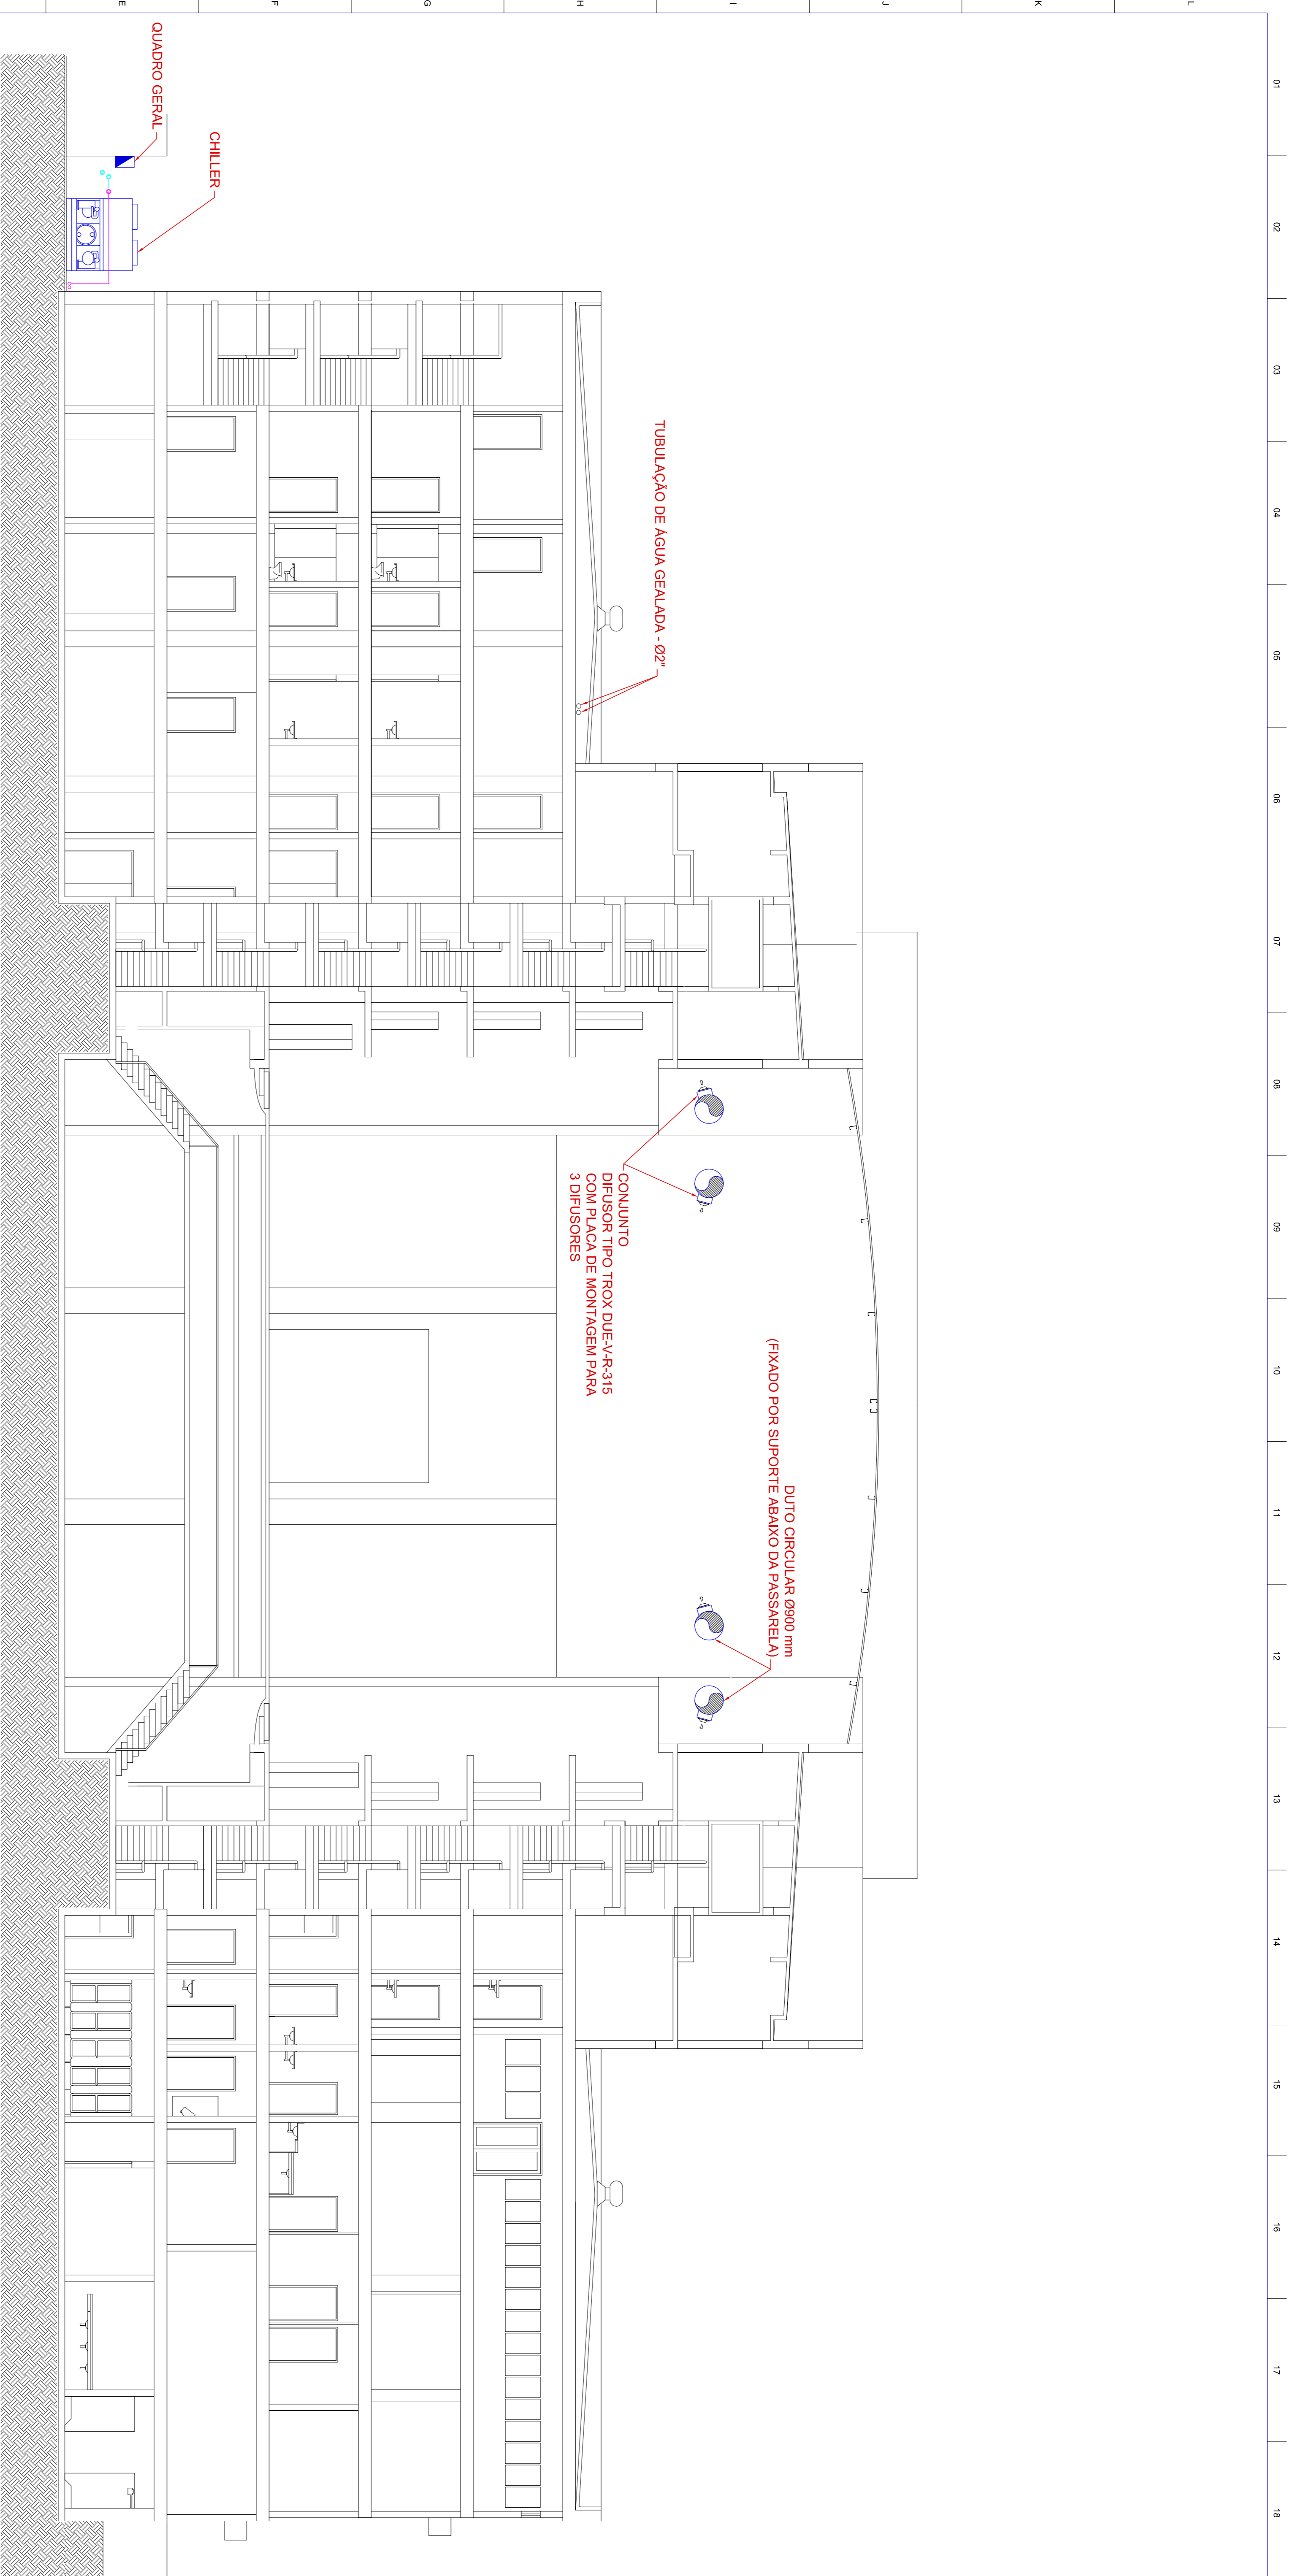 01
02
03
04
05
06
07
08
09
10
11
12
13
14
15
16
17
18
L
K
J
I
H
G
F
E
DUTO CIRCULAR Ø900 mm
(FIXADO POR SUPORTE ABAIXO DA PASSARELA)
TUBULAÇÃO DE ÁGUA GEALADA - Ø2"
CONJUNTO
DIFUSOR TIPO TROX DUE-V-R-315
COM PLACA DE MONTAGEM PARA
3 DIFUSORES
CHILLER
QUADRO GERAL